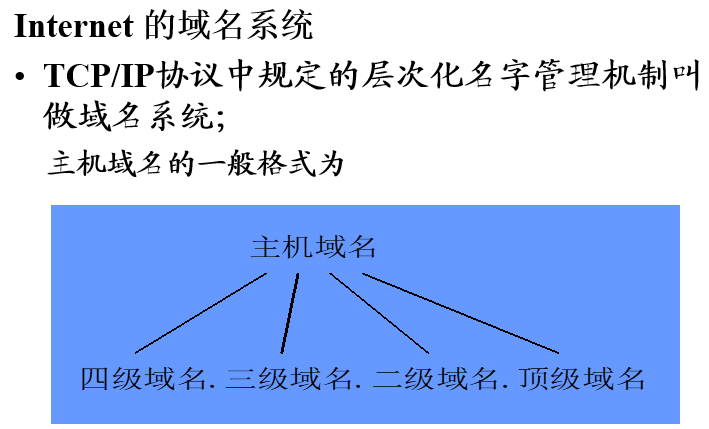 Internet 的域名系统
• TCP/IP协议中规定的层次化名字管理机制叫
做域名系统;
主机域名的一般格式为
主机域名
四级域名.三级域名.二级域名.顶级域名